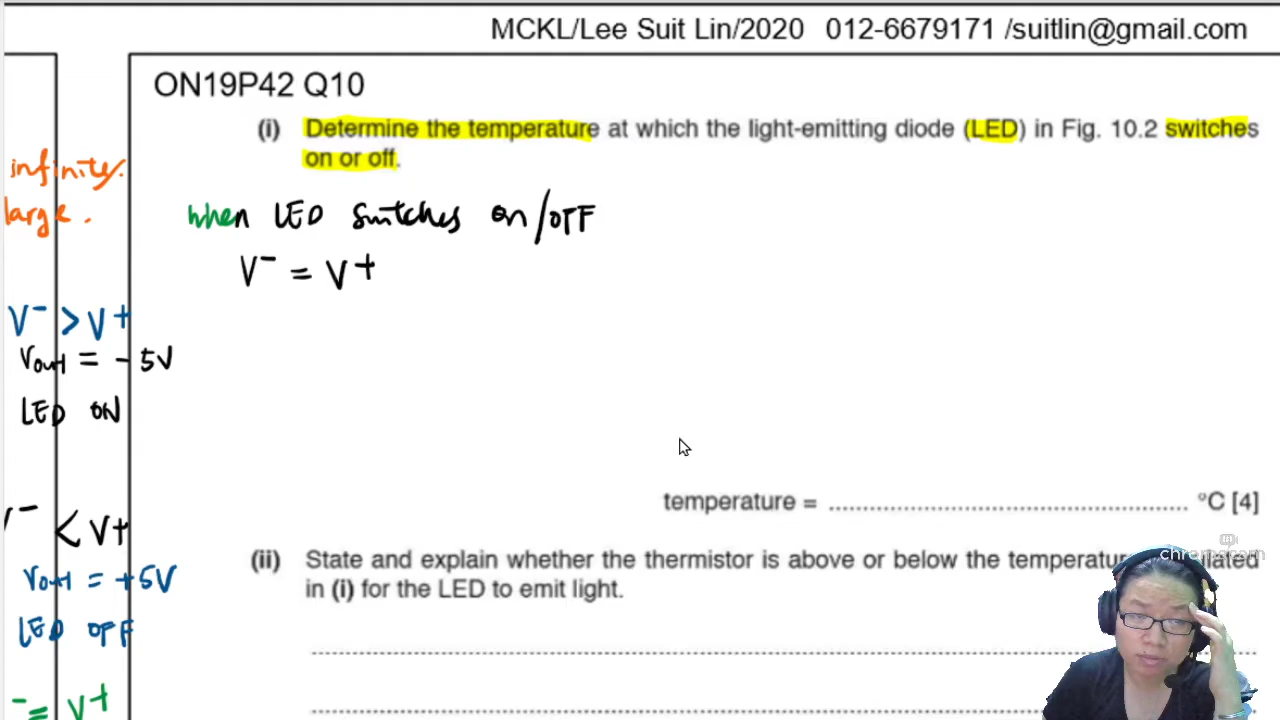 MCKL/Lee Suit Lin/2020 012-6679171 /suitlin@gmail.com
ON19P42 Q10
(i) Determine the temperature at which the light-emitting diode (LED) in Fig. 10.2 switches
on or off.
infinity.
large.
when LED switches on/OFF
V⁻ = V⁺
V⁻ > V⁺
Vout = -5V
LED ON
temperature = .......... °C [4]
V⁻ < V⁺
Vout = +5V
LED OFF
⁻= V⁺
(ii) State and explain whether the thermistor is above or below the
in (i) for the LED to emit light.
chromacam